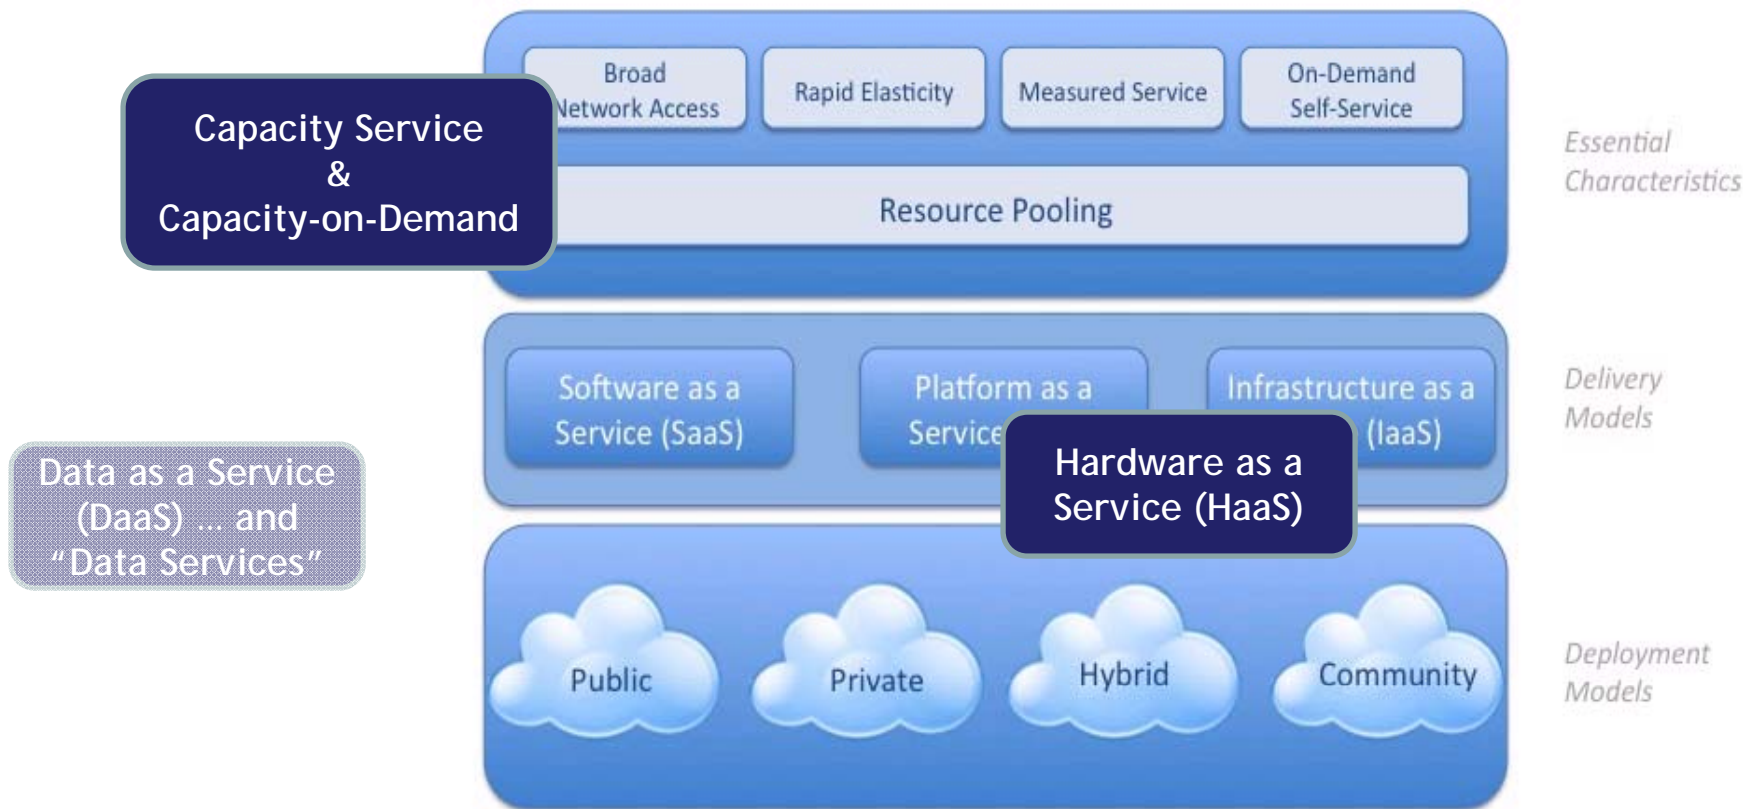 Broad
Network Access
Rapid Elasticity
Measured Service
On-Demand
Self-Service
Capacity Service
&
Capacity-on-Demand
Resource Pooling
Essential
Characteristics
Software as a
Service (SaaS)
Platform as a
Service
Infrastructure as a
(IaaS)
Delivery
Models
Hardware as a
Service (HaaS)
Data as a Service
(DaaS) ... and
“Data Services”
Public
Private
Hybrid
Community
Deployment
Models